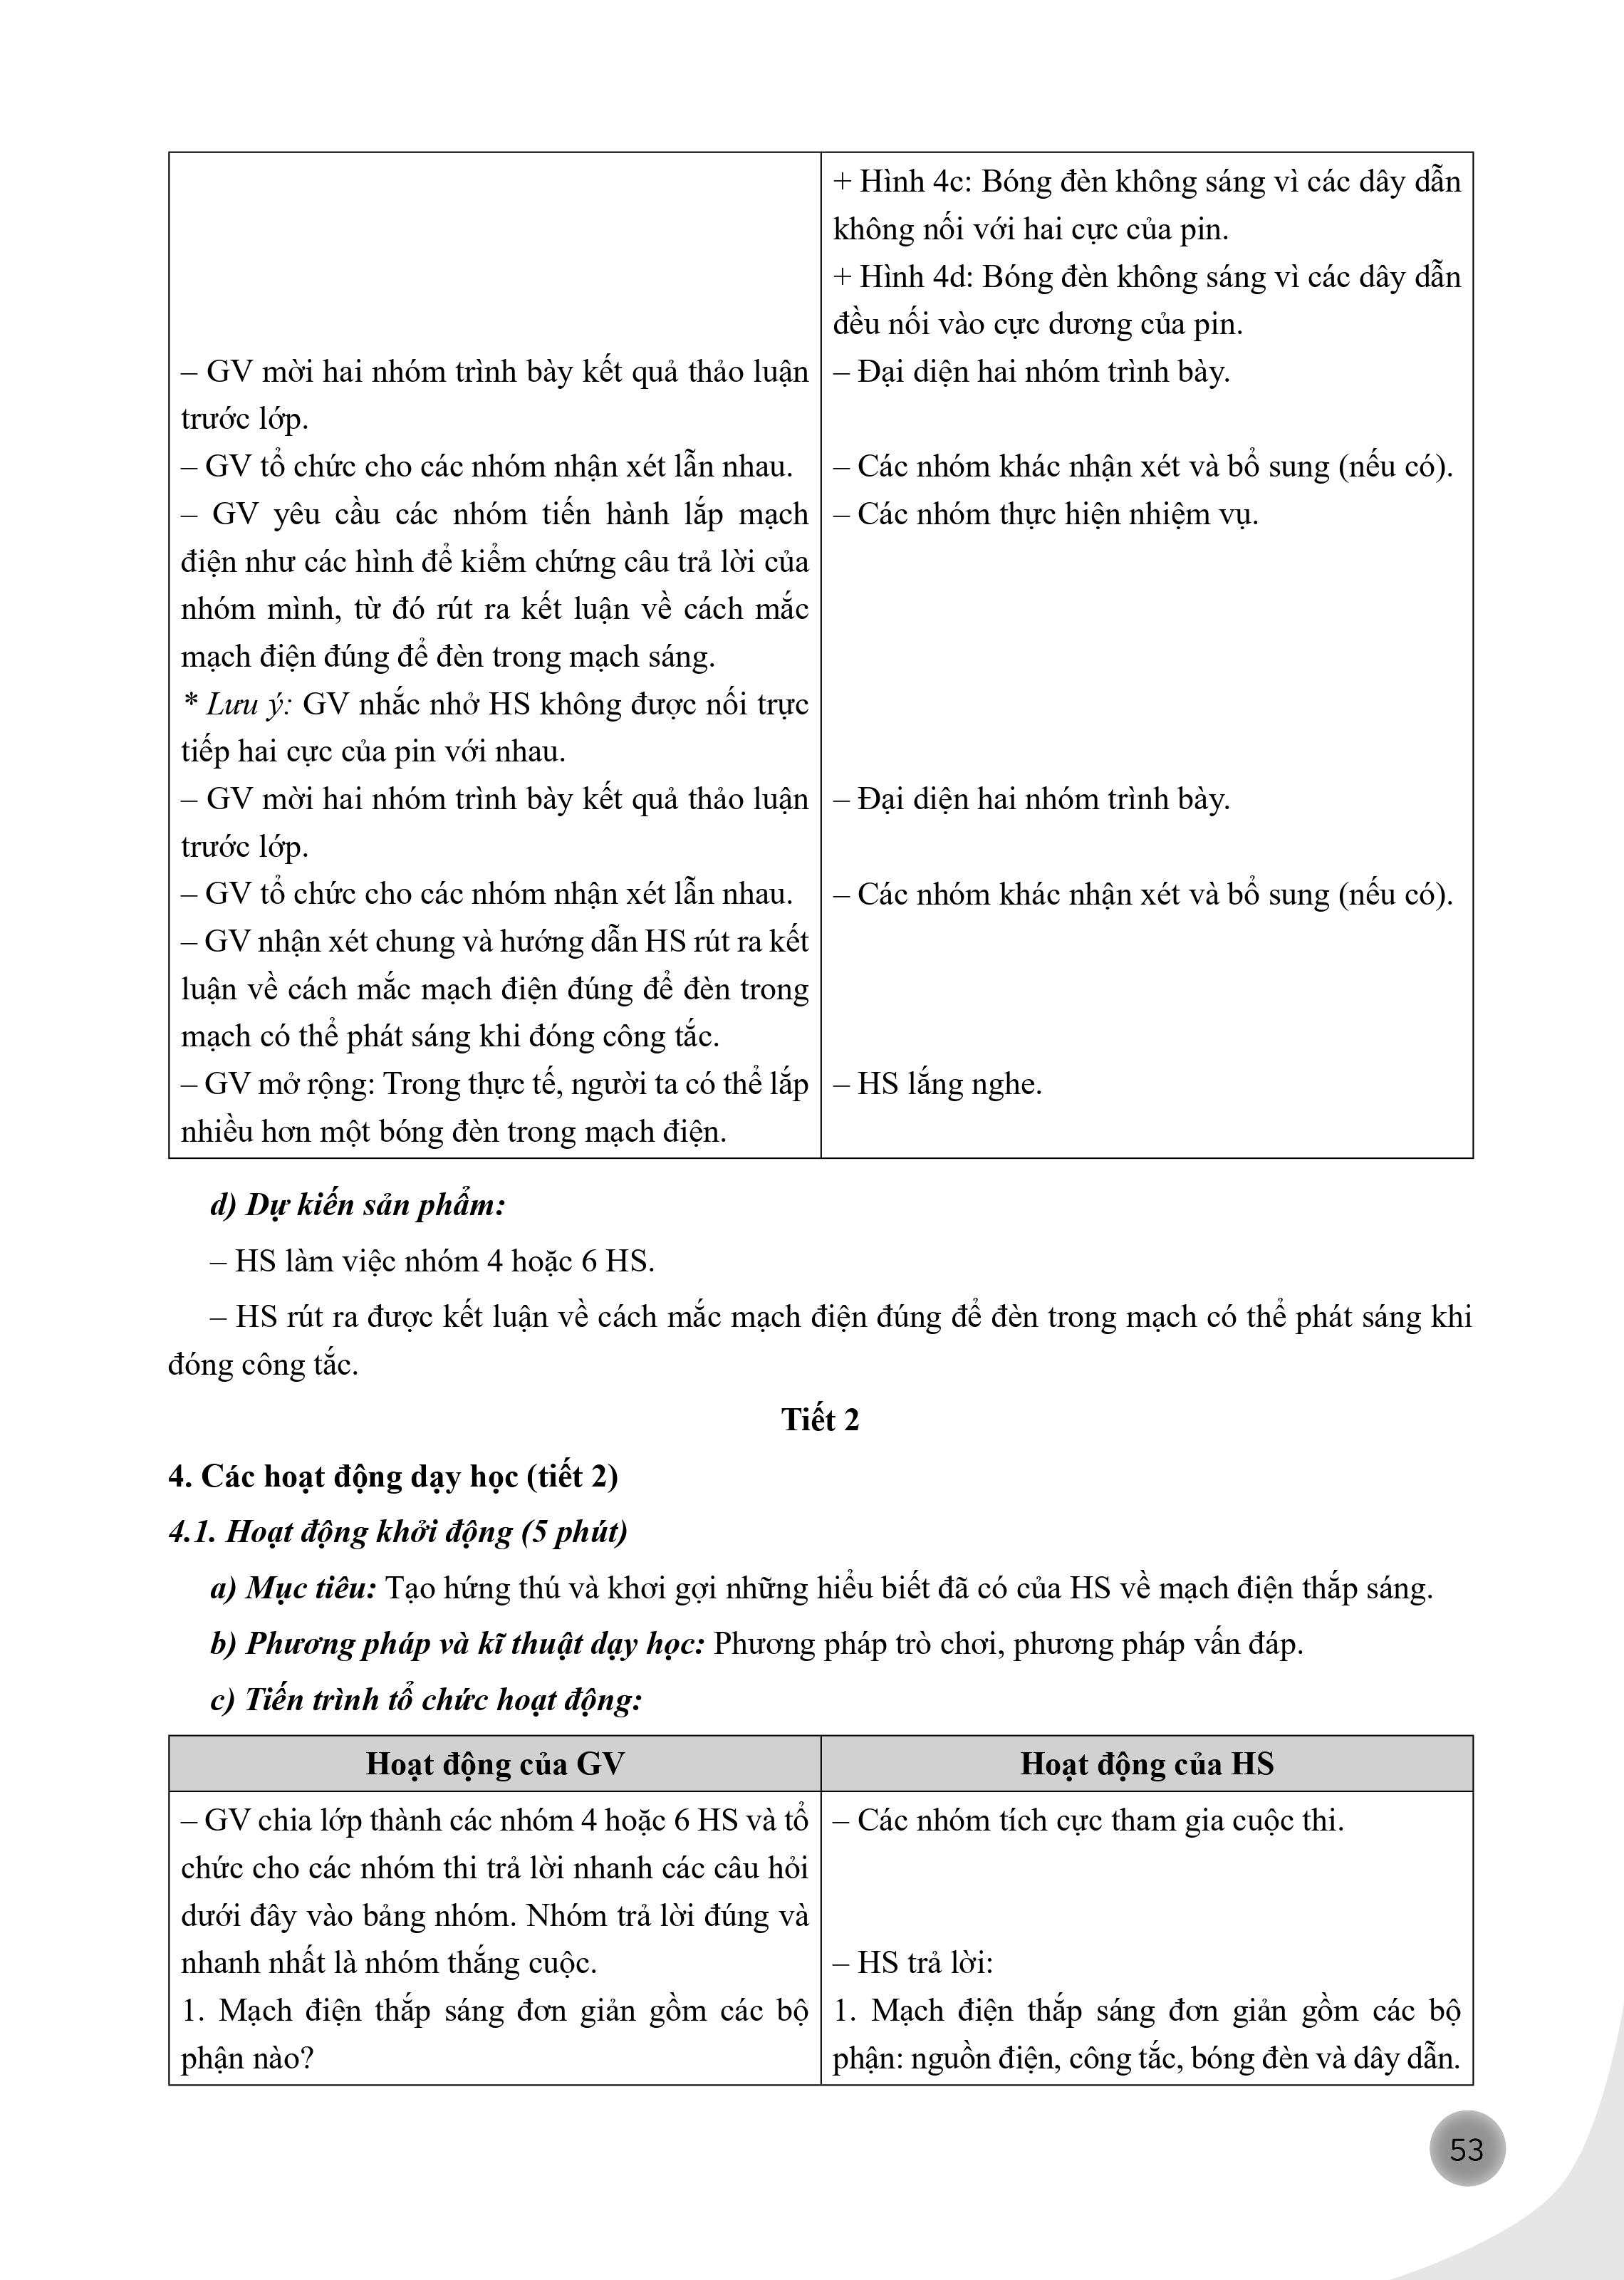 + Hình 4c: Bóng đèn không sáng vì các dây dẫn
không nối với hai cực của pin.
+ Hình 4d: Bóng đèn không sáng vì các dây dẫn
đều nối vào cực dương của pin.
– GV mời hai nhóm trình bày kết quả thảo luận
trước lớp.
– Đại diện hai nhóm trình bày.
– GV tổ chức cho các nhóm nhận xét lẫn nhau.
– Các nhóm khác nhận xét và bổ sung (nếu có).
– GV yêu cầu các nhóm tiến hành lắp mạch
điện như các hình để kiểm chứng câu trả lời của
nhóm mình, từ đó rút ra kết luận về cách mắc
mạch điện đúng để đèn trong mạch sáng.
– Các nhóm thực hiện nhiệm vụ.
* Lưu ý: GV nhắc nhở HS không được nối trực
tiếp hai cực của pin với nhau.
– GV mời hai nhóm trình bày kết quả thảo luận
trước lớp.
– Đại diện hai nhóm trình bày.
– GV tổ chức cho các nhóm nhận xét lẫn nhau.
– Các nhóm khác nhận xét và bổ sung (nếu có).
– GV nhận xét chung và hướng dẫn HS rút ra kết
luận về cách mắc mạch điện đúng để đèn trong
mạch có thể phát sáng khi đóng công tắc.
– GV mở rộng: Trong thực tế, người ta có thể lắp
nhiều hơn một bóng đèn trong mạch điện.
– HS lắng nghe.
d) Dự kiến sản phẩm:
– HS làm việc nhóm 4 hoặc 6 HS.
– HS rút ra được kết luận về cách mắc mạch điện đúng để đèn trong mạch có thể phát sáng khi
đóng công tắc.
Tiết 2
4. Các hoạt động dạy học (tiết 2)
4.1. Hoạt động khởi động (5 phút)
a) Mục tiêu: Tạo hứng thú và khơi gợi những hiểu biết đã có của HS về mạch điện thắp sáng.
b) Phương pháp và kĩ thuật dạy học: Phương pháp trò chơi, phương pháp vấn đáp.
c) Tiến trình tổ chức hoạt động:
Hoạt động của GV
Hoạt động của HS
– GV chia lớp thành các nhóm 4 hoặc 6 HS và tổ
chức cho các nhóm thi trả lời nhanh các câu hỏi
dưới đây vào bảng nhóm. Nhóm trả lời đúng và
nhanh nhất là nhóm thắng cuộc.
1. Mạch điện thắp sáng đơn giản gồm các bộ
phận nào?
– Các nhóm tích cực tham gia cuộc thi.
– HS trả lời:
1. Mạch điện thắp sáng đơn giản gồm các bộ
phận: nguồn điện, công tắc, bóng đèn và dây dẫn.
53